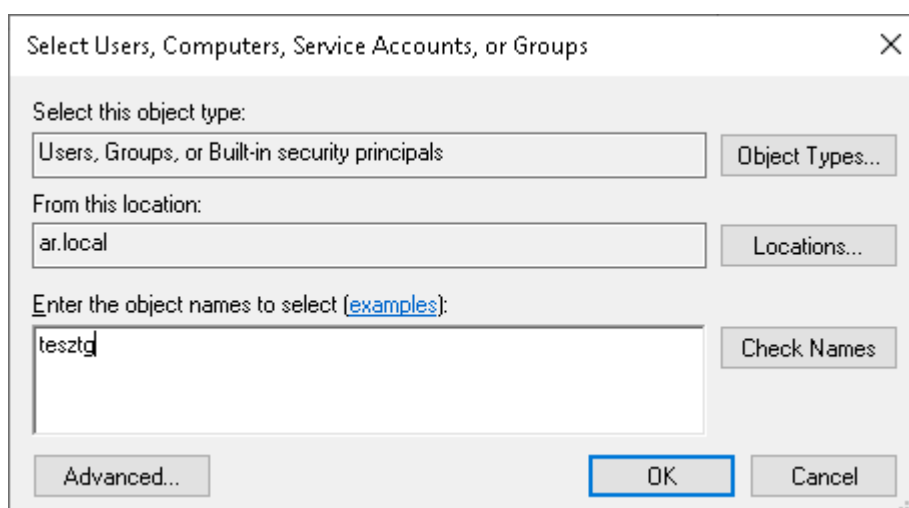 Select Users, Computers, Service Accounts, or Groups
Select this object type:
Users, Groups, or Built-in security principals
Object Types...
From this location:
ar.local
Locations...
Enter the object names to select (examples):
tesztg
Check Names
Advanced...
OK
Cancel